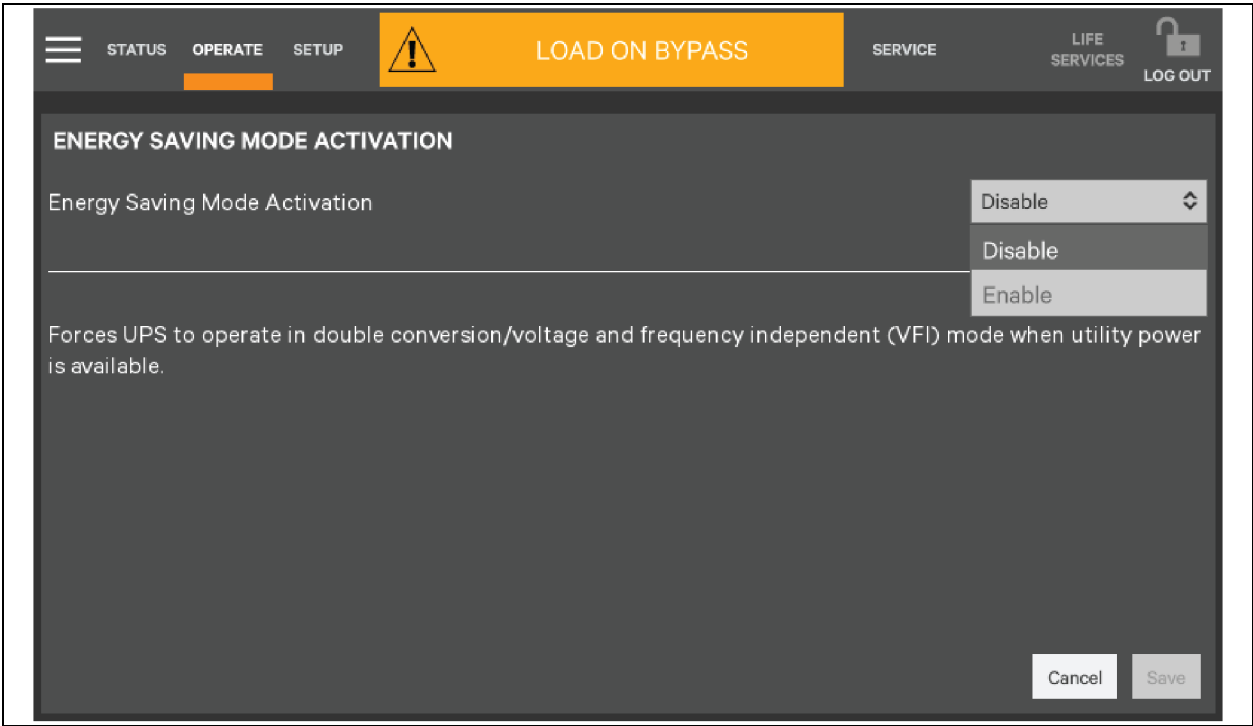 STATUS OPERATE SETUP LOAD ON BYPASS SERVICE LIFE
SERVICES
LOG OUT
ENERGY SAVING MODE ACTIVATION
Energy Saving Mode Activation Disable
Disable
Enable
Forces UPS to operate in double conversion/voltage and frequency independent (VFI) mode when utility power
is available.
Cancel Save